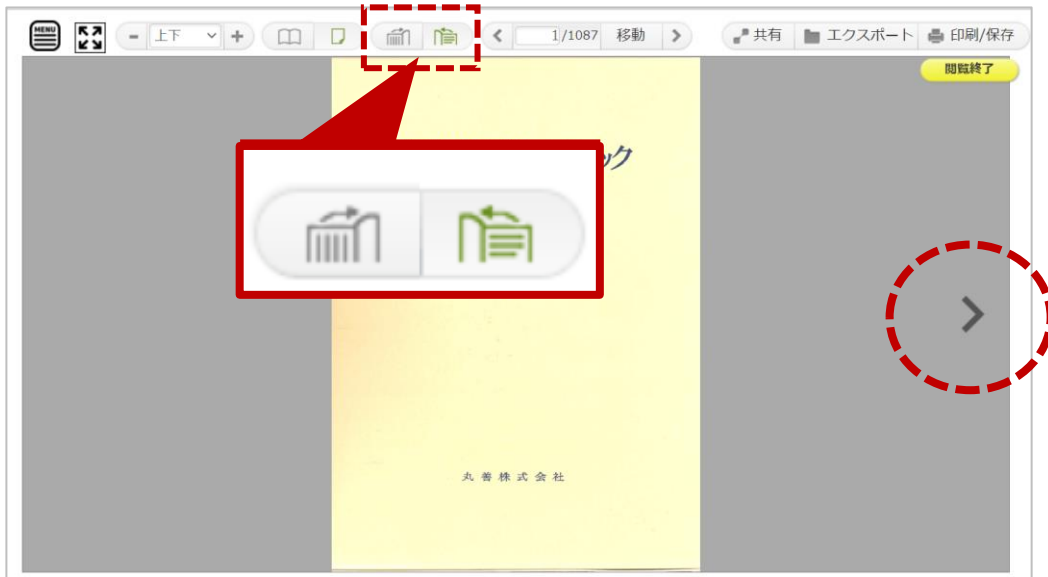 MENU
- 上下 + 1/1087 移動 共有 エクスポート 印刷/保存
閲覧終了
ック
丸善株式会社